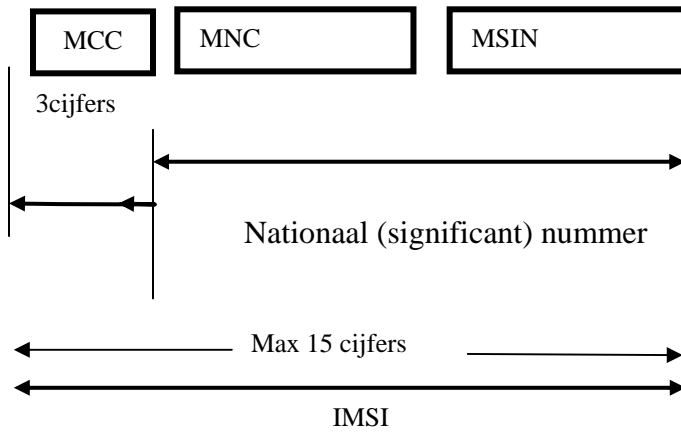 MCC MNC MSIN
3cijfers
Nationaal (significant) nummer
Max 15 cijfers
IMSI